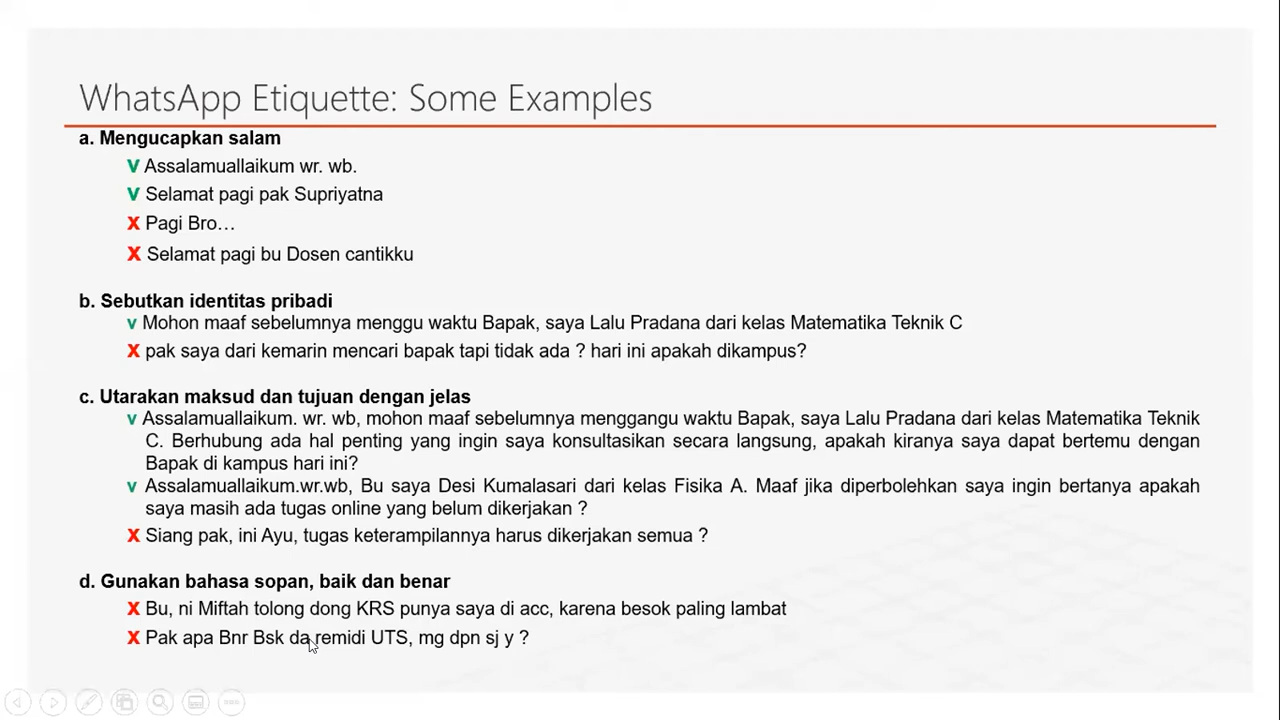 WhatsApp Etiquette: Some Examples
a. Mengucapkan salam
V Assalamuallaikum wr. wb.
V Selamat pagi pak Supriyatna
X Pagi Bro…
X Selamat pagi bu Dosen cantikku
b. Sebutkan identitas pribadi
v Mohon maaf sebelumnya menggu waktu Bapak, saya Lalu Pradana dari kelas Matematika Teknik C
X pak saya dari kemarin mencari bapak tapi tidak ada ? hari ini apakah dikampus?
c. Utarakan maksud dan tujuan dengan jelas
v Assalamuallaikum. wr. wb, mohon maaf sebelumnya menggangu waktu Bapak, saya Lalu Pradana dari kelas Matematika Teknik
C. Berhubung ada hal penting yang ingin saya konsultasikan secara langsung, apakah kiranya saya dapat bertemu dengan
Bapak di kampus hari ini?
v Assalamuallaikum.wr.wb, Bu saya Desi Kumalasari dari kelas Fisika A. Maaf jika diperbolehkan saya ingin bertanya apakah
saya masih ada tugas online yang belum dikerjakan ?
X Siang pak, ini Ayu, tugas keterampilannya harus dikerjakan semua ?
d. Gunakan bahasa sopan, baik dan benar
X Bu, ni Miftah tolong dong KRS punya saya di acc, karena besok paling lambat
X Pak apa Bnr Bsk da remidi UTS, mg dpn sj y ?